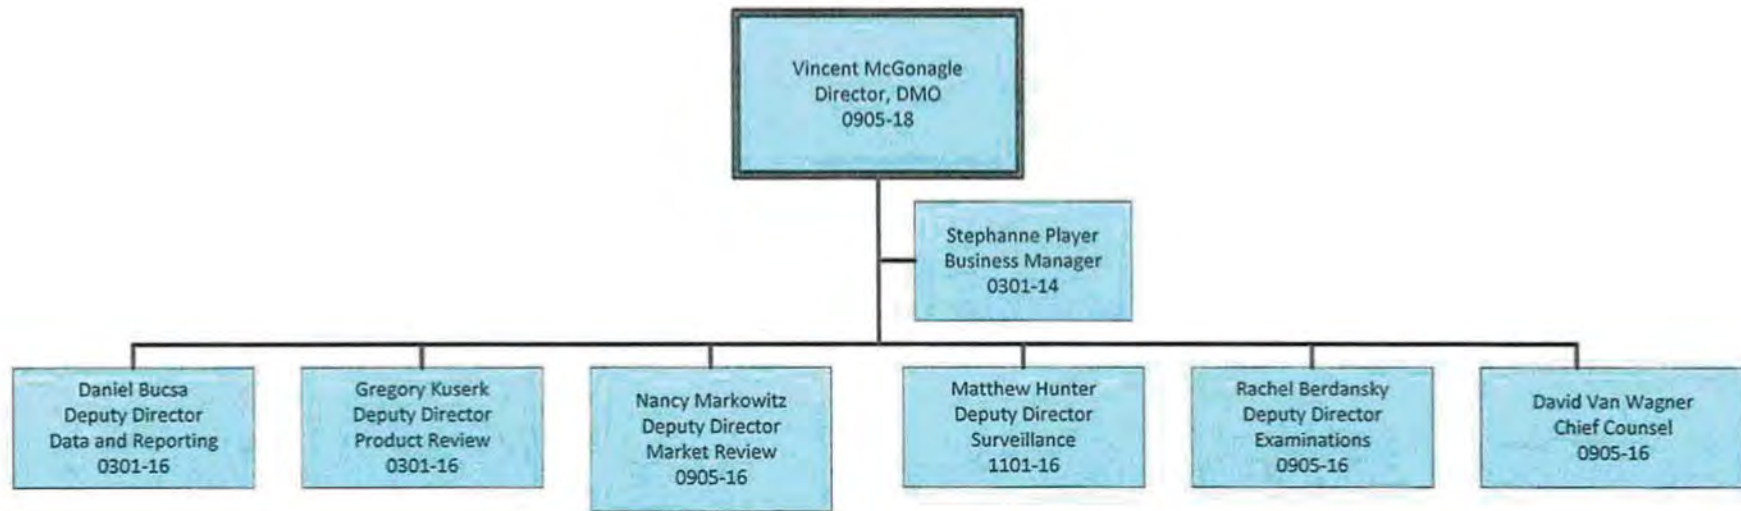 Vincent McGonagle
Director, DMO
0905-18
Stephanne Player
Business Manager
0301-14
Daniel Bucsa
Deputy Director
Data and Reporting
0301-16
Gregory Kuserk
Deputy Director
Product Review
0301-16
Nancy Markowitz
Deputy Director
Market Review
0905-16
Matthew Hunter
Deputy Director
Surveillance
1101-16
Rachel Berdansky
Deputy Director
Examinations
0905-16
David Van Wagner
Chief Counsel
0905-16